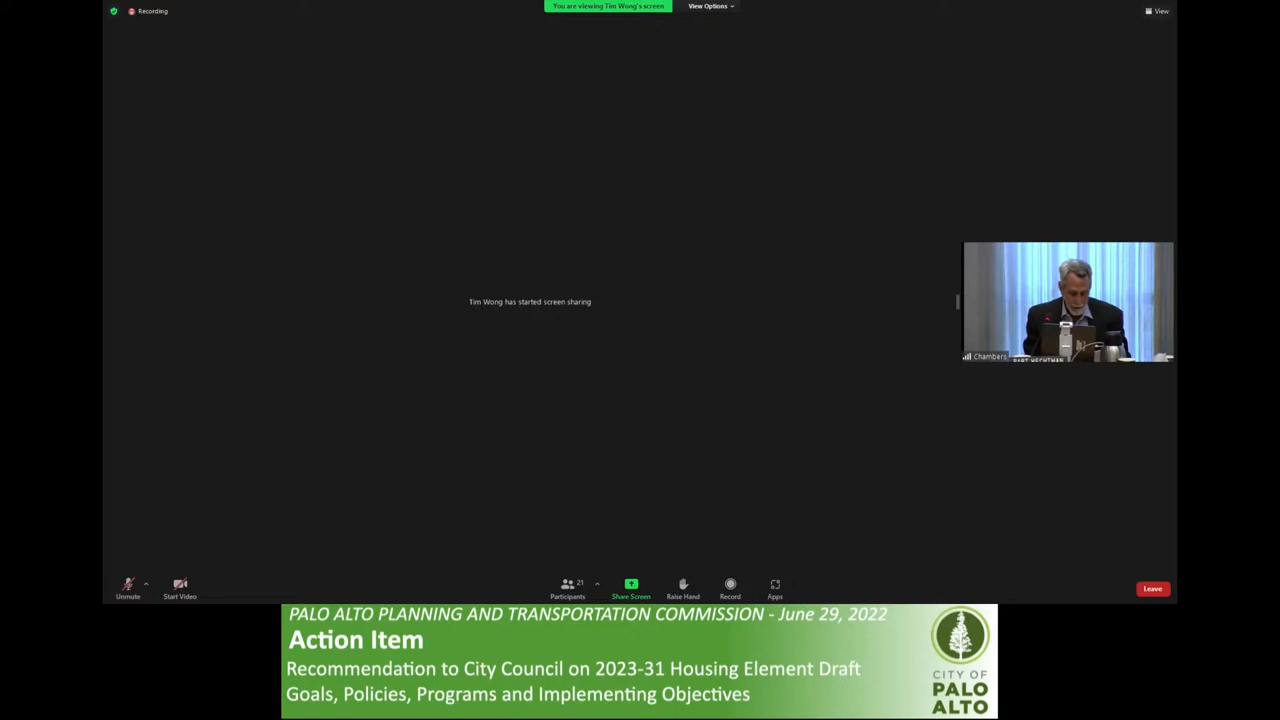 Recording
You are viewing Tim Wong's screen
View Options
View
Tim Wong has started screen sharing
Chambers
BART HECHTMAN
Unmute
Start Video
21
Participants
Share Screen
Raise Hand
Record
Apps
Leave
PALO ALTO PLANNING AND TRANSPORTATION COMMISSION - June 29, 2022
Action Item
Recommendation to City Council on 2023-31 Housing Element Draft
Goals, Policies, Programs and Implementing Objectives
CITY OF
PALO
ALTO